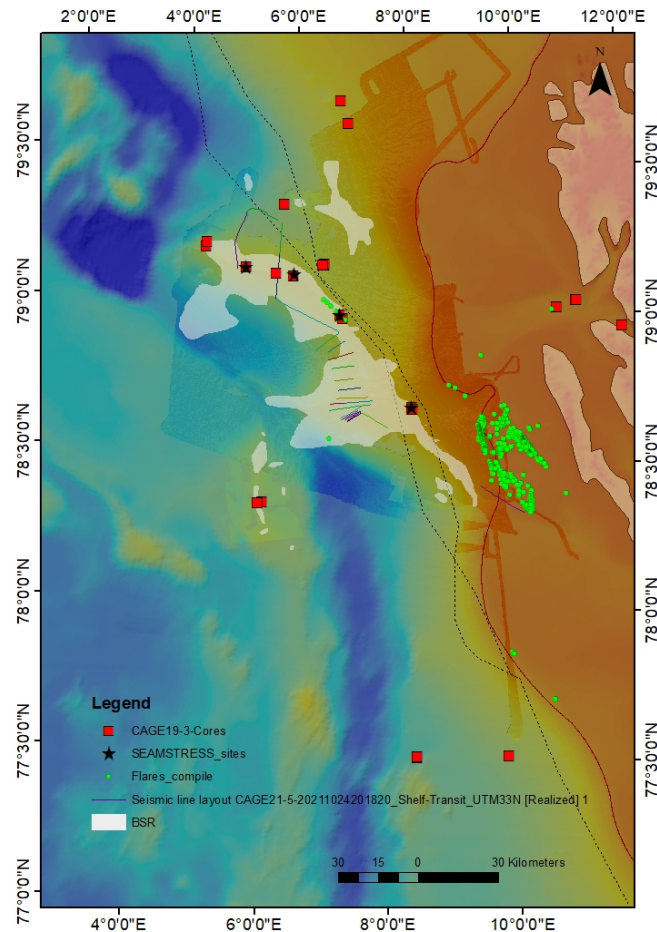 2°0'0"E 4°0'0"E 6°0'0"E 8°0'0"E 10°0'0"E 12°0'0"E
N
79°30'0"N 79°30'0"N
79°0'0"N 79°0'0"N
78°30'0"N 78°30'0"N
78°0'0"N 78°0'0"N
Legend
CAGE19-3-Cores
SEAMSTRESS_sites
77°30'0"N 77°30'0"N
Flares_compile
Seismic line layout CAGE21-5-20211024201820_Shelf-Transit_UTM33N [Realized] 1
BSR
30 15 0 30 Kilometers
77°0'0"N 77°0'0"N
4°0'0"E 6°0'0"E 8°0'0"E 10°0'0"E